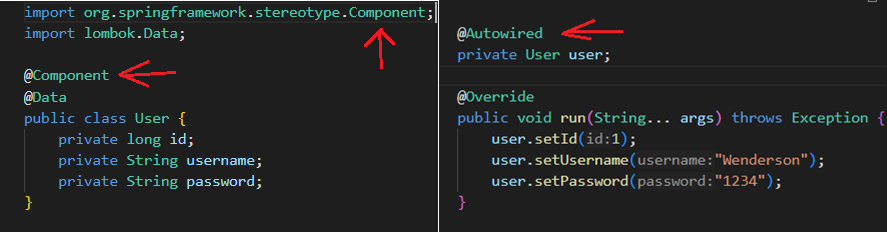 import org.springframework.stereotype.Component;
import lombok.Data;
@Component
@Data
public class User {
private long id;
private String username;
private String password;
}
@Autowired
private User user;
@Override
public void run(String... args) throws Exception {
user.setId(id:1);
user.setUsername(username:"Wenderson");
user.setPassword(password:"1234");
}